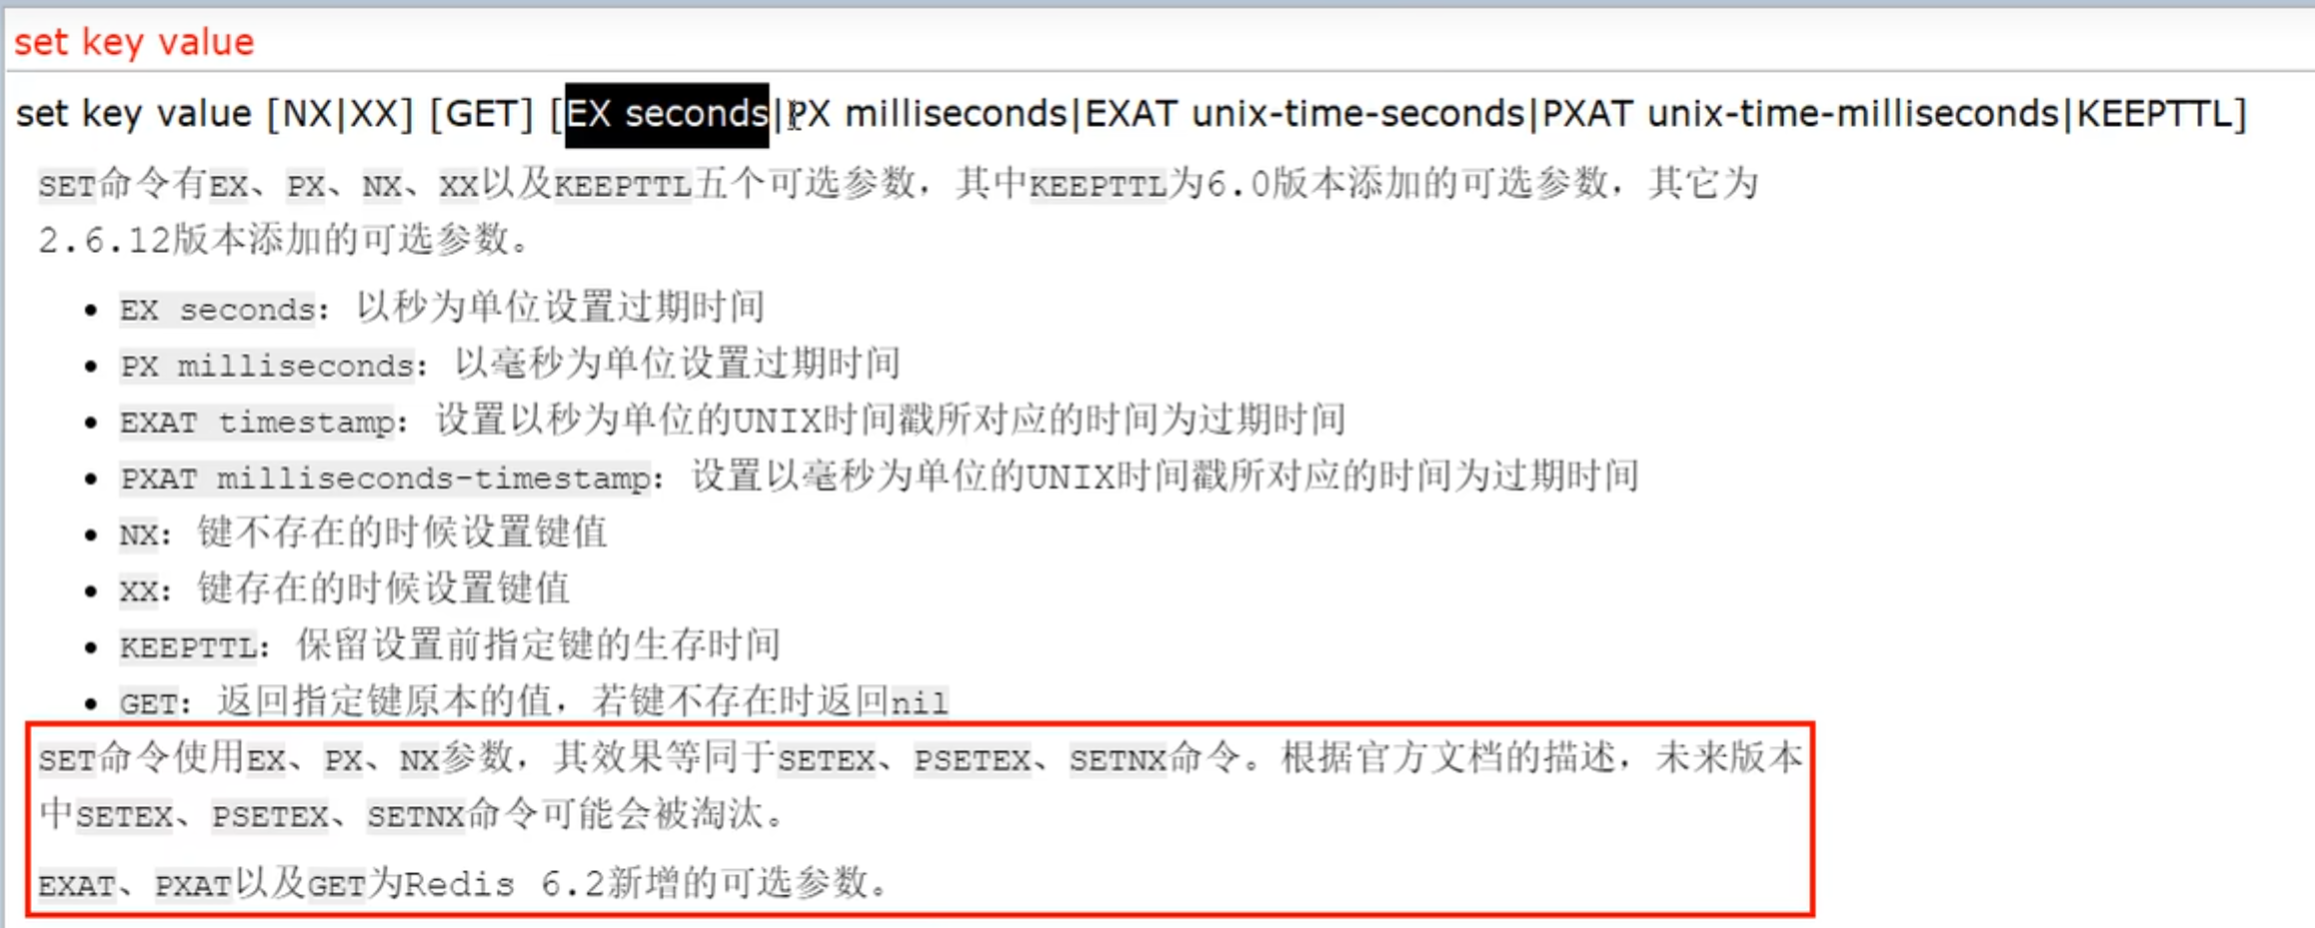 set key value
set key value [NX|XX] [GET] [EX seconds|PX milliseconds|EXAT unix-time-seconds|PXAT unix-time-milliseconds|KEEPTTL]
SET命令有EX、PX、NX、XX以及KEEPTTL五个可选参数，其中KEEPTTL为6.0版本添加的可选参数，其它为
2.6.12版本添加的可选参数。
• EX seconds：以秒为单位设置过期时间
• PX milliseconds：以毫秒为单位设置过期时间
• EXAT timestamp：设置以秒为单位的UNIX时间戳所对应的时间为过期时间
• PXAT milliseconds-timestamp：设置以毫秒为单位的UNIX时间戳所对应的时间为过期时间
• NX：键不存在的时候设置键值
• XX：键存在的时候设置键值
• KEEPTTL：保留设置前指定键的生存时间
• GET：返回指定键原本的值，若键不存在时返回nil
SET命令使用EX、PX、NX参数，其效果等同于SETEX、PSETEX、SETNX命令。根据官方文档的描述，未来版本
中SETEX、PSETEX、SETNX命令可能会被淘汰。
EXAT、PXAT以及GET为Redis 6.2新增的可选参数。